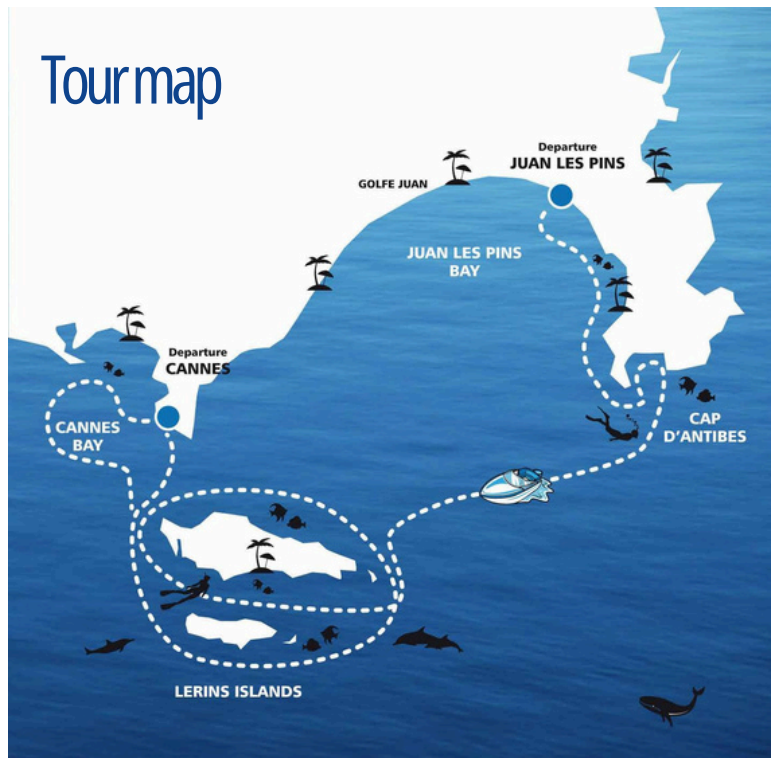 Tour map
Departure
JUAN LES PINS
GOLFE JUAN
JUAN LES PINS
BAY
Departure
CANNES
CANNES
BAY
CAP
D'ANTIBES
LERINS ISLANDS